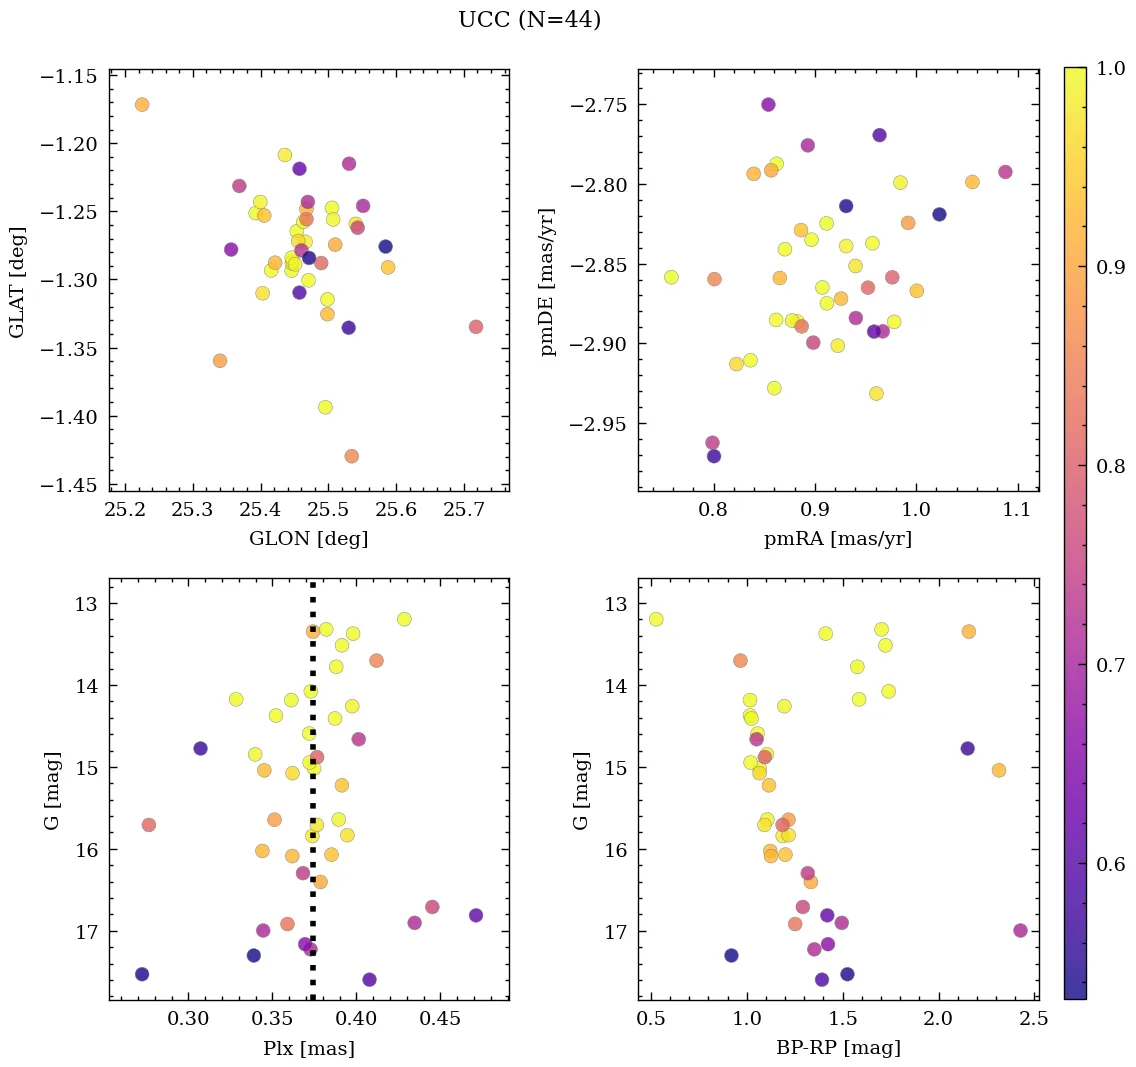 UCC (N=44)
−1.15
−1.20
−1.25
−1.30
−1.35
−1.40
−1.45
GLAT [deg]
25.2 25.3 25.4 25.5 25.6 25.7
GLON [deg]
−2.75
−2.80
−2.85
−2.90
−2.95
pmDE [mas/yr]
0.8 0.9 1.0 1.1
pmRA [mas/yr]
13
14
15
16
17
G [mag]
0.30 0.35 0.40 0.45
Plx [mas]
13
14
15
16
17
G [mag]
0.5 1.0 1.5 2.0 2.5
BP-RP [mag]
1.0
0.9
0.8
0.7
0.6